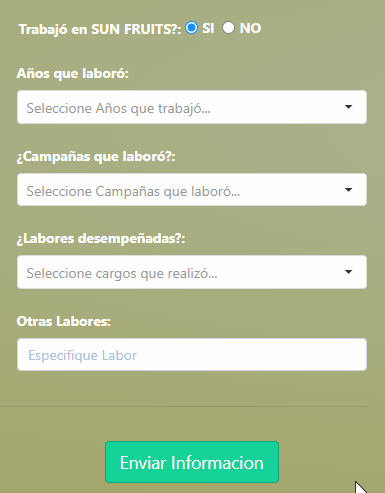 Trabajó en SUN FRUITS?: SI NO
Años que laboró:
Seleccione Años que trabajó...
¿Campañas que laboró?:
Seleccione Campañas que laboró...
¿Labores desempeñadas?:
Seleccione cargos que realizó...
Otras Labores:
Especifique Labor
Enviar Informacion